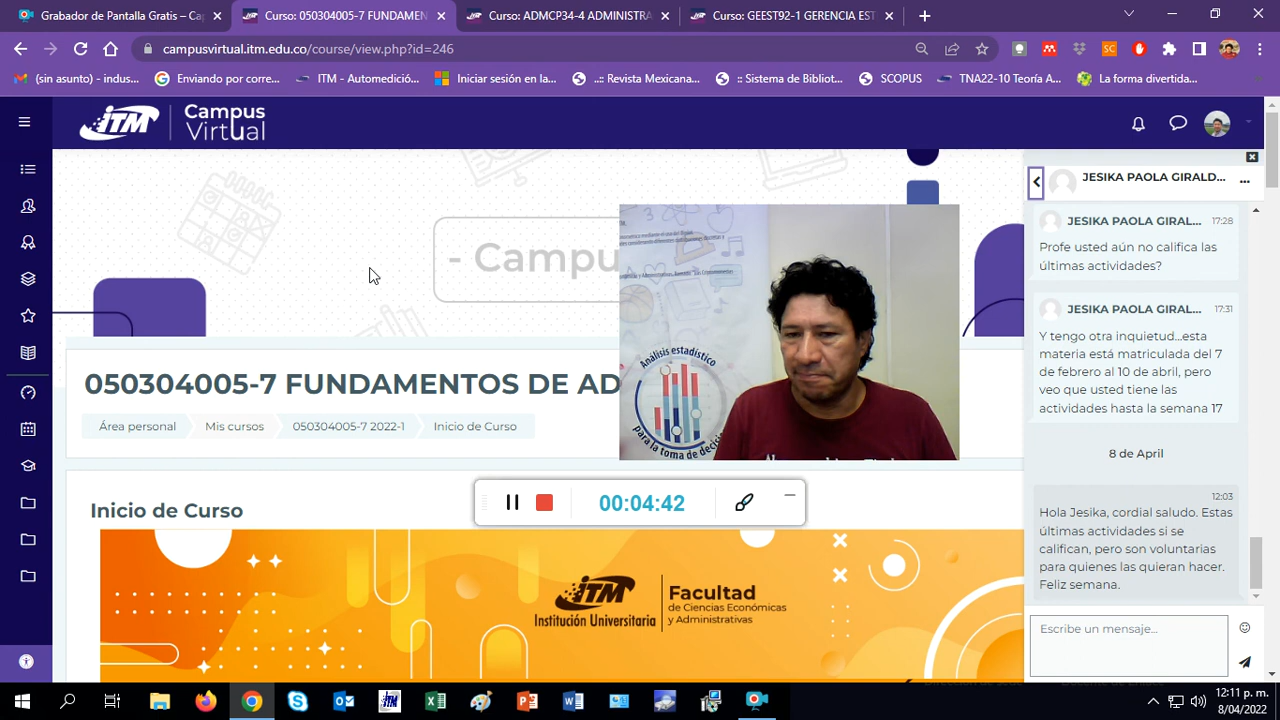 Grabador de Pantalla Gratis – Ca
Curso: 050304005-7 FUNDAMEN
Curso: ADMCP34-4 ADMINISTRA
Curso: GEEST92-1 GERENCIA EST
campusvirtual.itm.edu.co/course/view.php?id=246
(sin asunto) - indus...
Enviando por corre...
ITM - Automedició...
Iniciar sesión en la...
..:: Revista Mexicana...
:: Sistema de Bibliot...
SCOPUS
TNA22-10 Teoría A...
La forma divertida...
iTM
Campus
Virtual
JESIKA PAOLA GIRALD...
- Campu
JESIKA PAOLA GIRAL... 17:28
Profe usted aún no califica las
últimas actividades?
JESIKA PAOLA GIRAL... 17:31
Y tengo otra inquietud...esta
materia está matriculada del 7
de febrero al 10 de abril, pero
veo que usted tiene las
actividades hasta la semana 17
8 de April
12:03
Hola Jesika, cordial saludo. Estas
últimas actividades si se
califican, pero son voluntarias
para quienes las quieran hacer.
Feliz semana.
Escribe un mensaje...
050304005-7 FUNDAMENTOS DE AD
Área personal
Mis cursos
050304005-7 2022-1
Inicio de Curso
Análisis estadístico
para la toma de decisi
00:04:42
Inicio de Curso
iTM
Institución Universitaria
Facultad
de Ciencias Económicas
y Administrativas
SC
12:11 p. m.
8/04/2022